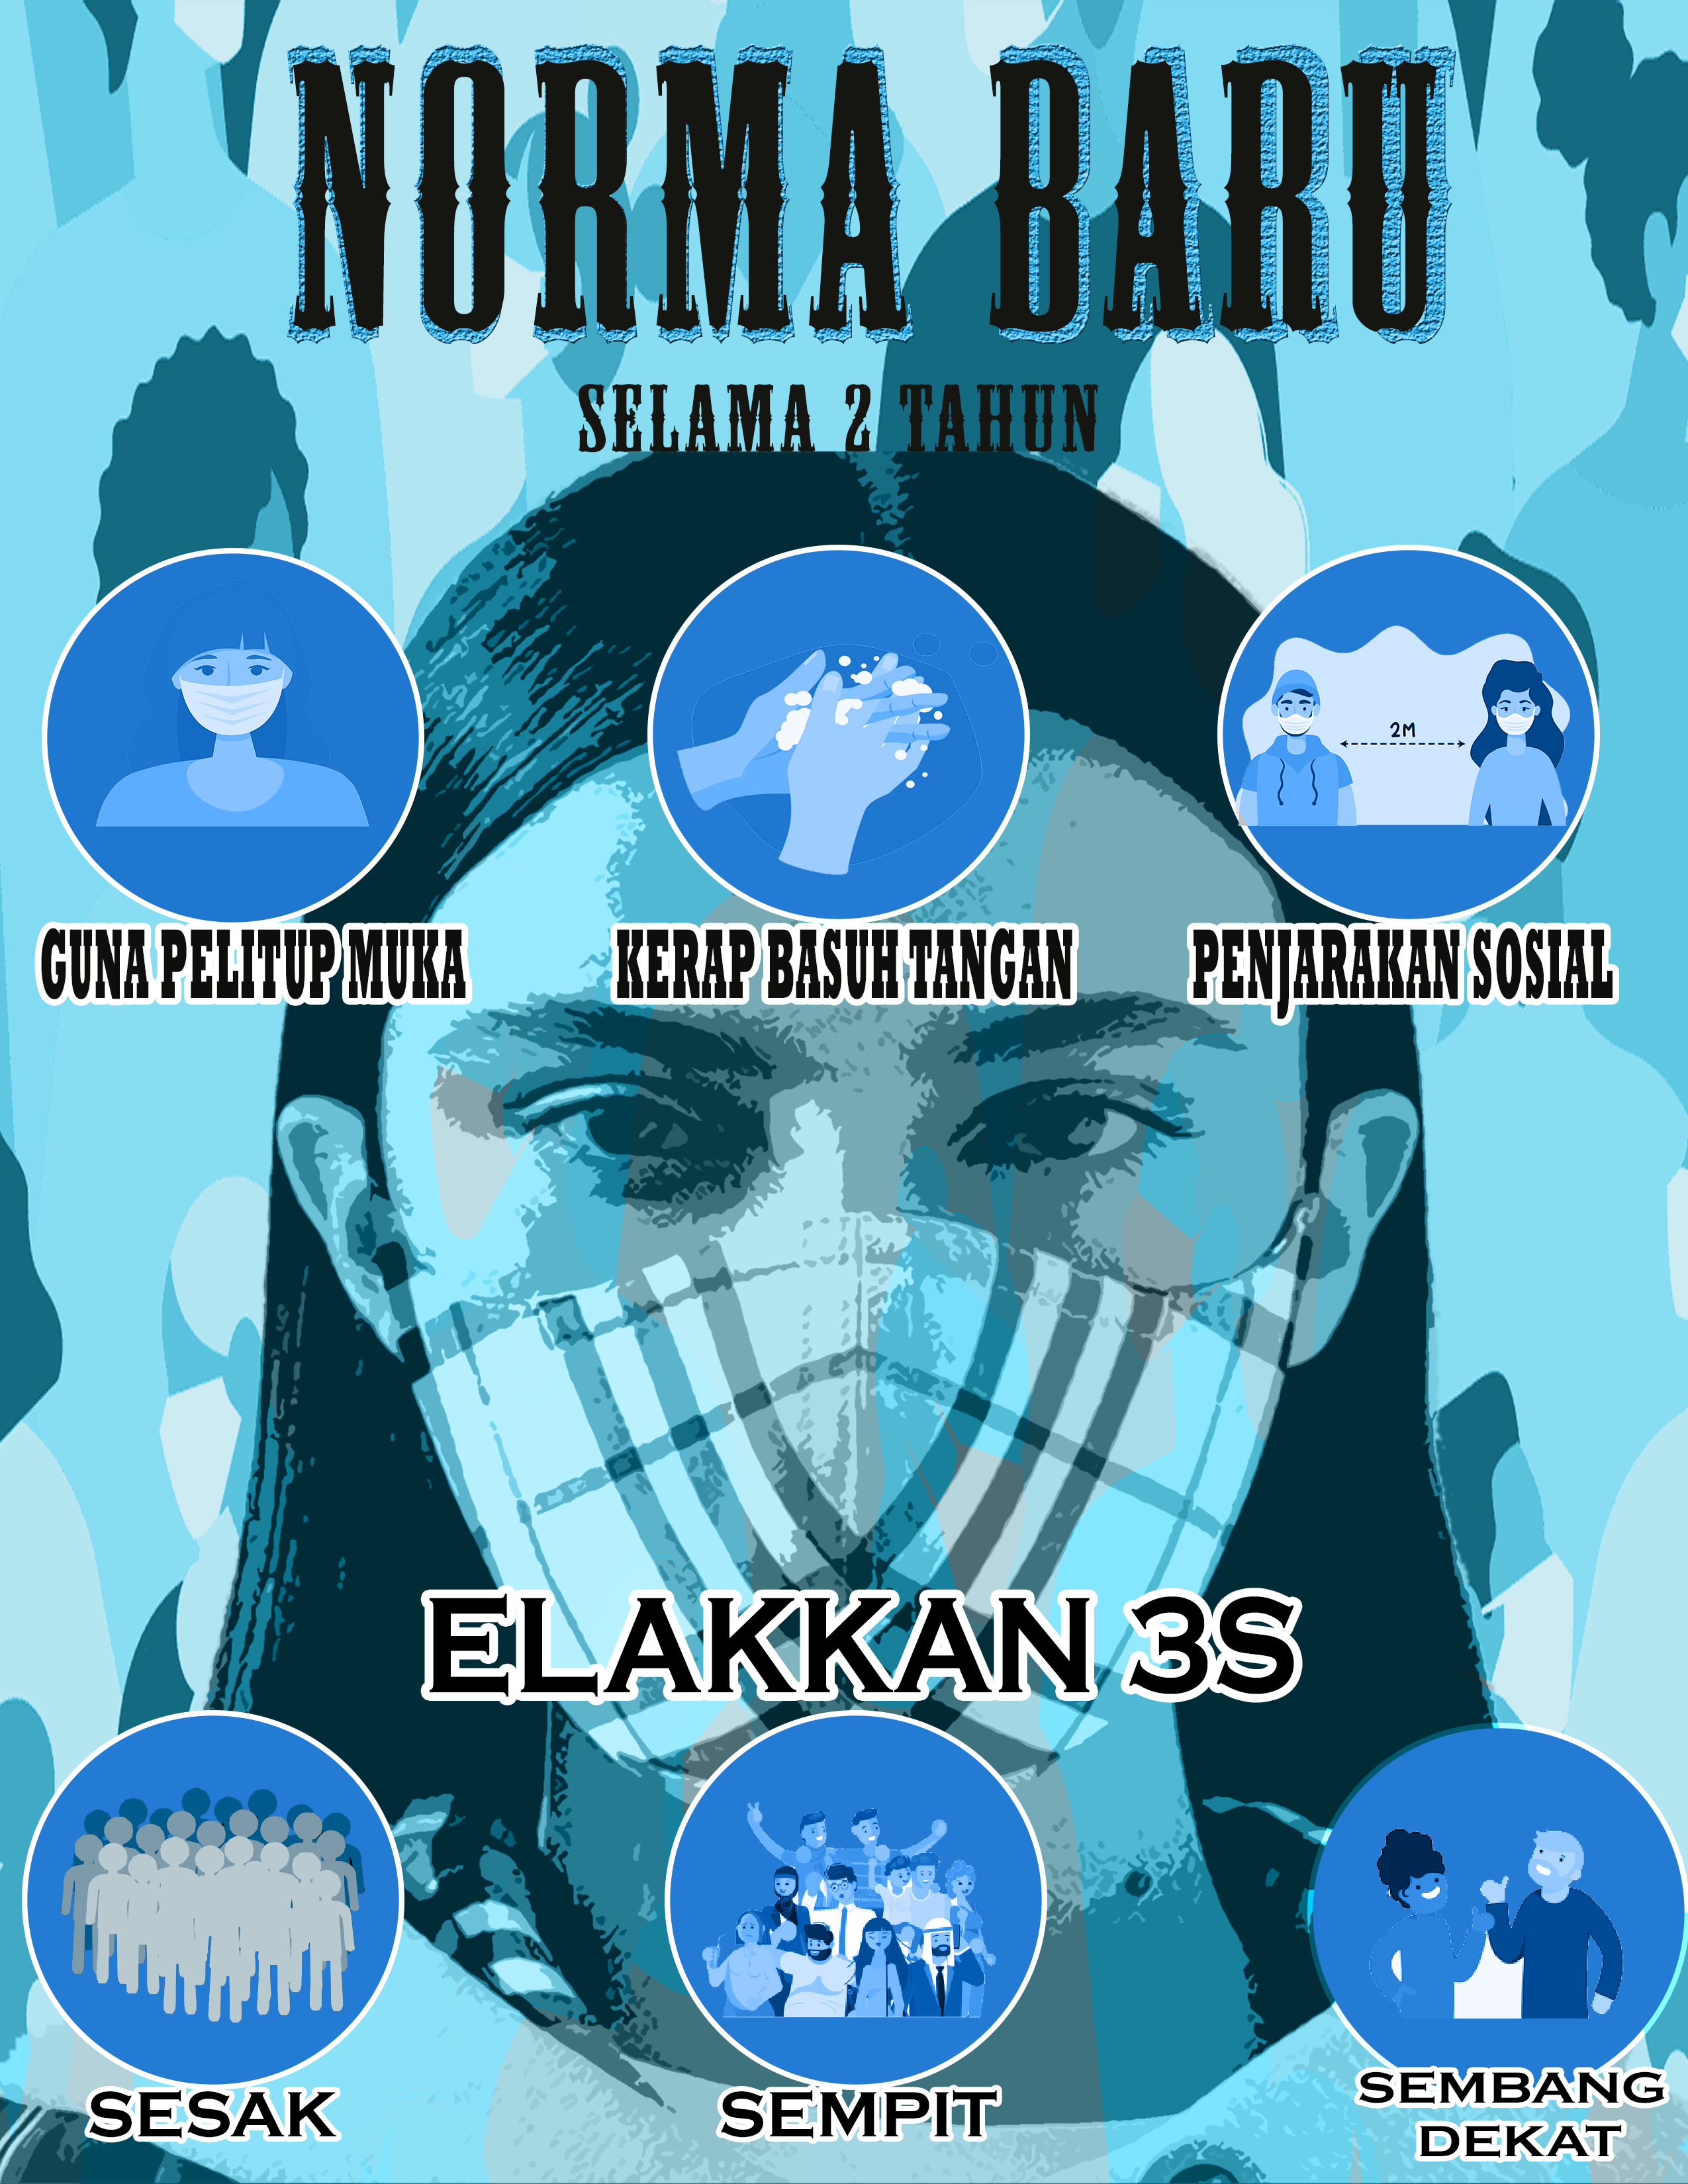 NORMA BARU
SELAMA 2 TAHUN
2M
GUNA PELITUP MUKA
KERAP BASUH TANGAN
PENJARAKAN SOSIAL
ELAKKAN 3S
SESAK
SEMPIT
SEMBANG
DEKAT